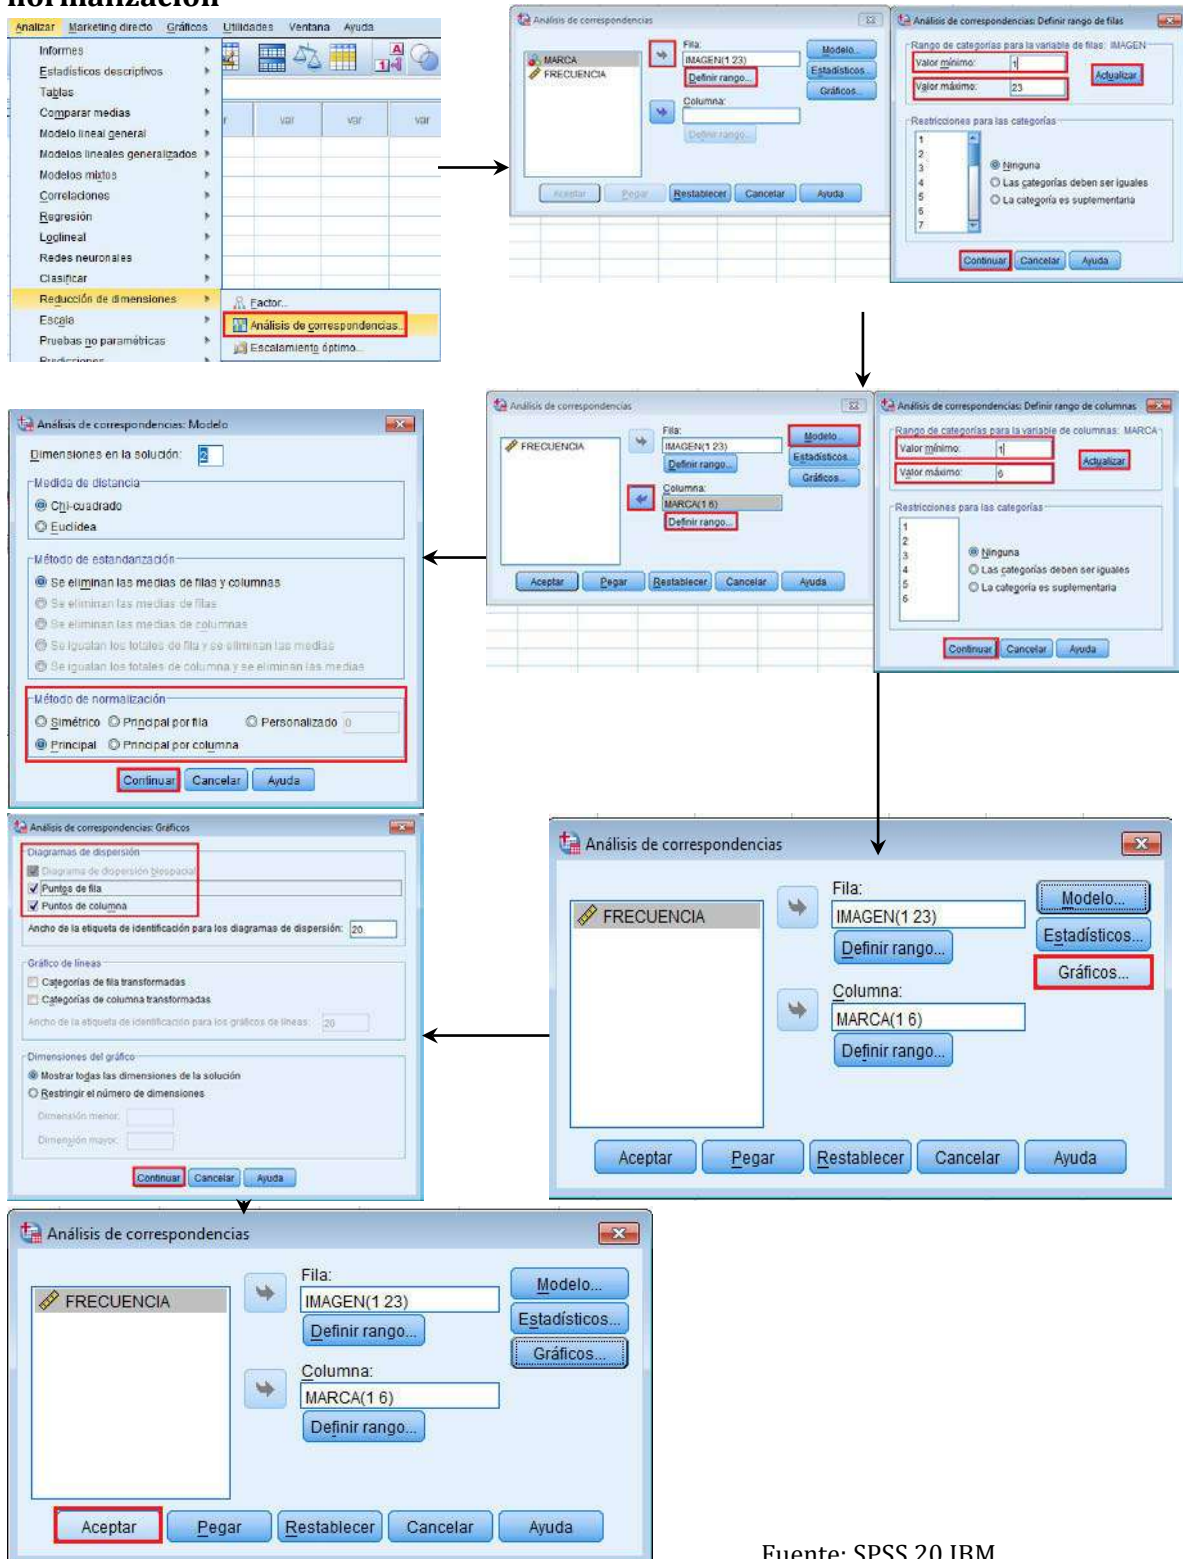 normalización
Analizar Marketing directo Gráficos Utilidades Ventana Ayuda
Informes
Estadísticos descriptivos
Tablas
Comparar medias
Modelo lineal general
Modelos lineales generalizados
Modelos mixtos
Correlaciones
Regresión
Loglineal
Redes neuronales
Clasificar
Reducción de dimensiones
Escala
Pruebas no paramétricas
Predicciones
var var var
Factor...
Análisis de correspondencias...
Escalamiento óptimo...
Análisis de correspondencias
MARCA
FRECUENCIA
Fila:
IMAGEN(1 23)
Definir rango...
Columna:
Definir rango...
Modelo...
Estadísticos...
Gráficos...
Aceptar Pegar Restablecer Cancelar Ayuda
Análisis de correspondencias: Definir rango de filas
Rango de categorías para la variable de filas: IMAGEN
Valor mínimo: 1
Valor máximo: 23
Actualizar
Restricciones para las categorías
1
2
3
4
5
6
7
Ninguna
Las categorías deben ser iguales
La categoría es suplementaria
Continuar Cancelar Ayuda
Análisis de correspondencias
FRECUENCIA
Fila:
IMAGEN(1 23)
Definir rango...
Columna:
MARCA(1 6)
Definir rango...
Modelo...
Estadísticos...
Gráficos...
Aceptar Pegar Restablecer Cancelar Ayuda
Análisis de correspondencias: Definir rango de columnas
Rango de categorías para la variable de columnas: MARCA
Valor mínimo: 1
Valor máximo: 6
Actualizar
Restricciones para las categorías
1
2
3
4
5
6
Ninguna
Las categorías deben ser iguales
La categoría es suplementaria
Continuar Cancelar Ayuda
Análisis de correspondencias: Modelo
Dimensiones en la solución: 2
Medida de distancia
Chi-cuadrado
Euclídea
Método de estandarización
Se eliminan las medias de filas y columnas
Se eliminan las medias de filas
Se eliminan las medias de columnas
Se igualan los totales de fila y se eliminan las medias
Se igualan los totales de columna y se eliminan las medias
Método de normalización
Simétrico Principal por fila Personalizado 0
Principal Principal por columna
Continuar Cancelar Ayuda
Análisis de correspondencias
FRECUENCIA
Fila:
IMAGEN(1 23)
Definir rango...
Columna:
MARCA(1 6)
Definir rango...
Modelo...
Estadísticos...
Gráficos...
Aceptar Pegar Restablecer Cancelar Ayuda
Análisis de correspondencias: Gráficos
Diagramas de dispersión
Diagrama de dispersión biespacial
Puntos de fila
Puntos de columna
Ancho de la etiqueta de identificación para los diagramas de dispersión: 20
Gráfico de líneas
Categorías de fila transformadas
Categorías de columna transformadas
Ancho de la etiqueta de identificación para los gráficos de líneas: 20
Dimensiones del gráfico
Mostrar todas las dimensiones de la solución
Restringir el número de dimensiones
Dimensión menor:
Dimensión mayor:
Continuar Cancelar Ayuda
Análisis de correspondencias
FRECUENCIA
Fila:
IMAGEN(1 23)
Definir rango...
Columna:
MARCA(1 6)
Definir rango...
Modelo...
Estadísticos...
Gráficos...
Aceptar Pegar Restablecer Cancelar Ayuda
Fuente: SPSS 20 IBM